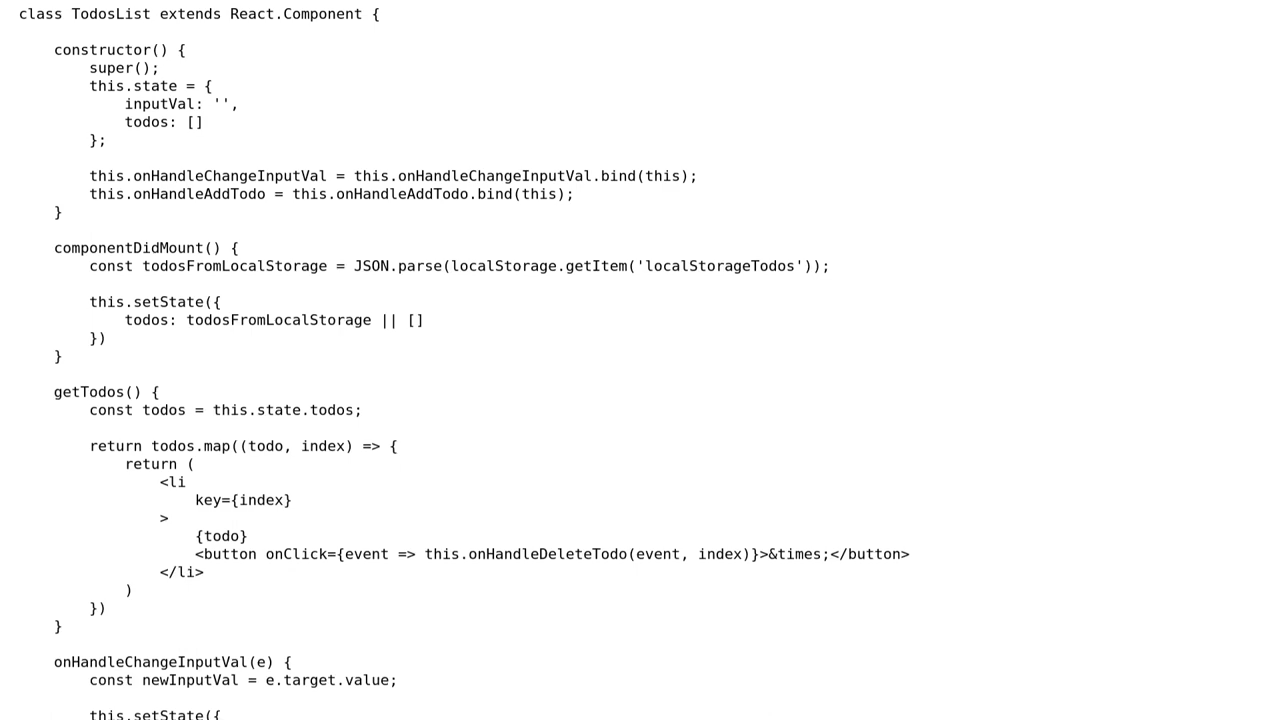 class TodosList extends React.Component {
constructor() {
super();
this.state = {
inputVal: '',
todos: []
};
this.onHandleChangeInputVal = this.onHandleChangeInputVal.bind(this);
this.onHandleAddTodo = this.onHandleAddTodo.bind(this);
}
componentDidMount() {
const todosFromLocalStorage = JSON.parse(localStorage.getItem('localStorageTodos'));
this.setState({
todos: todosFromLocalStorage || []
})
}
getTodos() {
const todos = this.state.todos;
return todos.map((todo, index) => {
return (
<li
key={index}
>
{todo}
<button onClick={event => this.onHandleDeleteTodo(event, index)}>&times;</button>
</li>
)
})
}
onHandleChangeInputVal(e) {
const newInputVal = e.target.value;
this.setState({